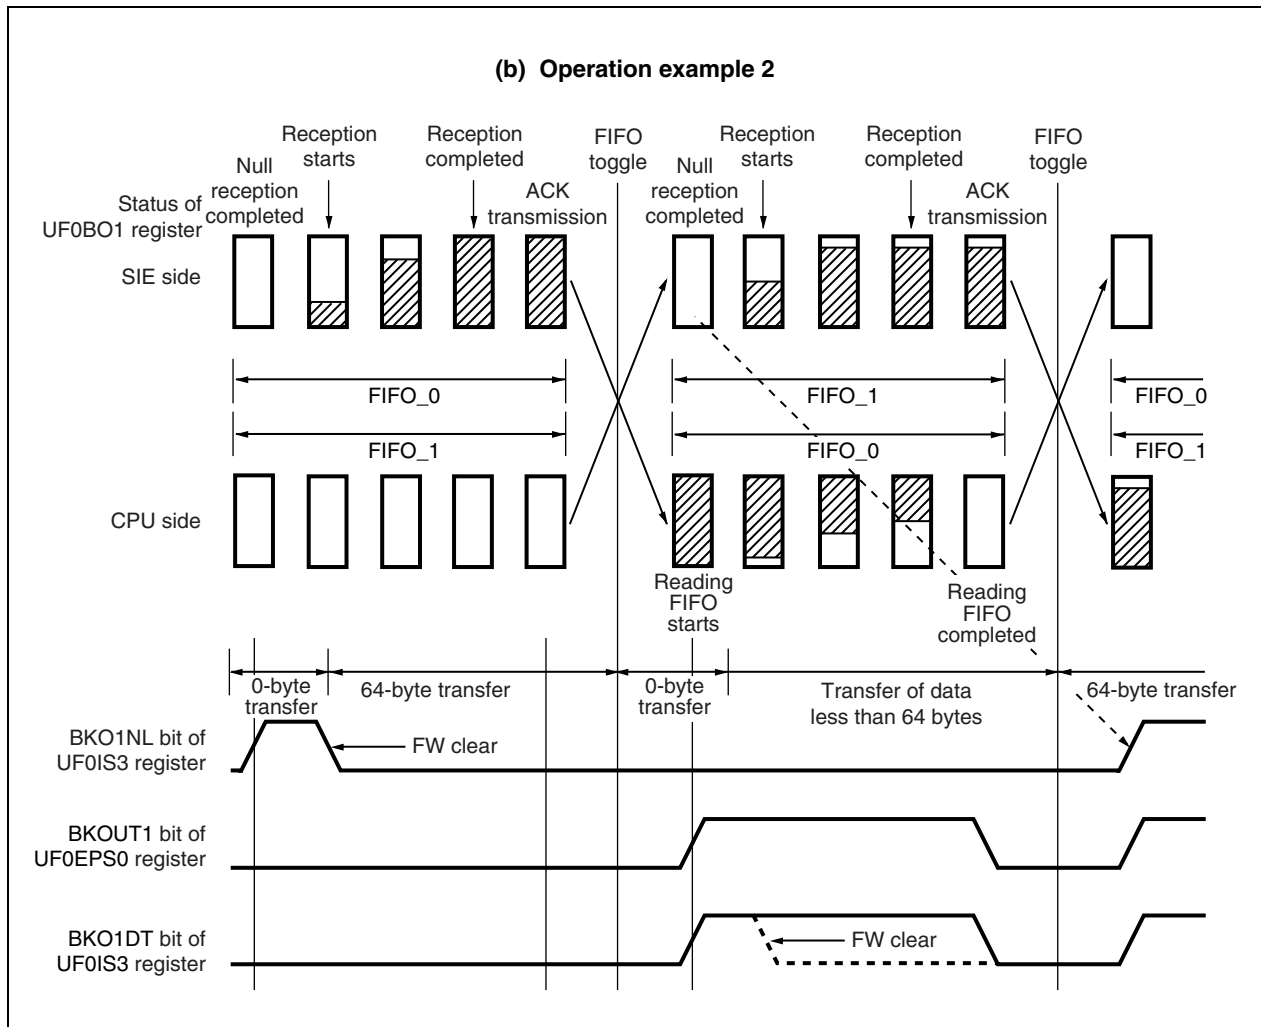 (b) Operation example 2
Reception
starts
Reception
completed
FIFO
toggle
Reception
starts
Reception
completed
FIFO
toggle
Null
reception
completed
ACK
transmission
Null
reception
completed
ACK
transmission
Status of
UF0BO1 register
SIE side
FIFO_0
FIFO_1
FIFO_0
FIFO_1
FIFO_0
FIFO_1
CPU side
Reading
FIFO
starts
Reading
FIFO
completed
0-byte
transfer
64-byte transfer
0-byte
transfer
Transfer of data
less than 64 bytes
64-byte transfer
BKO1NL bit of
UF0IS3 register
FW clear
BKOUT1 bit of
UF0EPS0 register
BKO1DT bit of
UF0IS3 register
FW clear